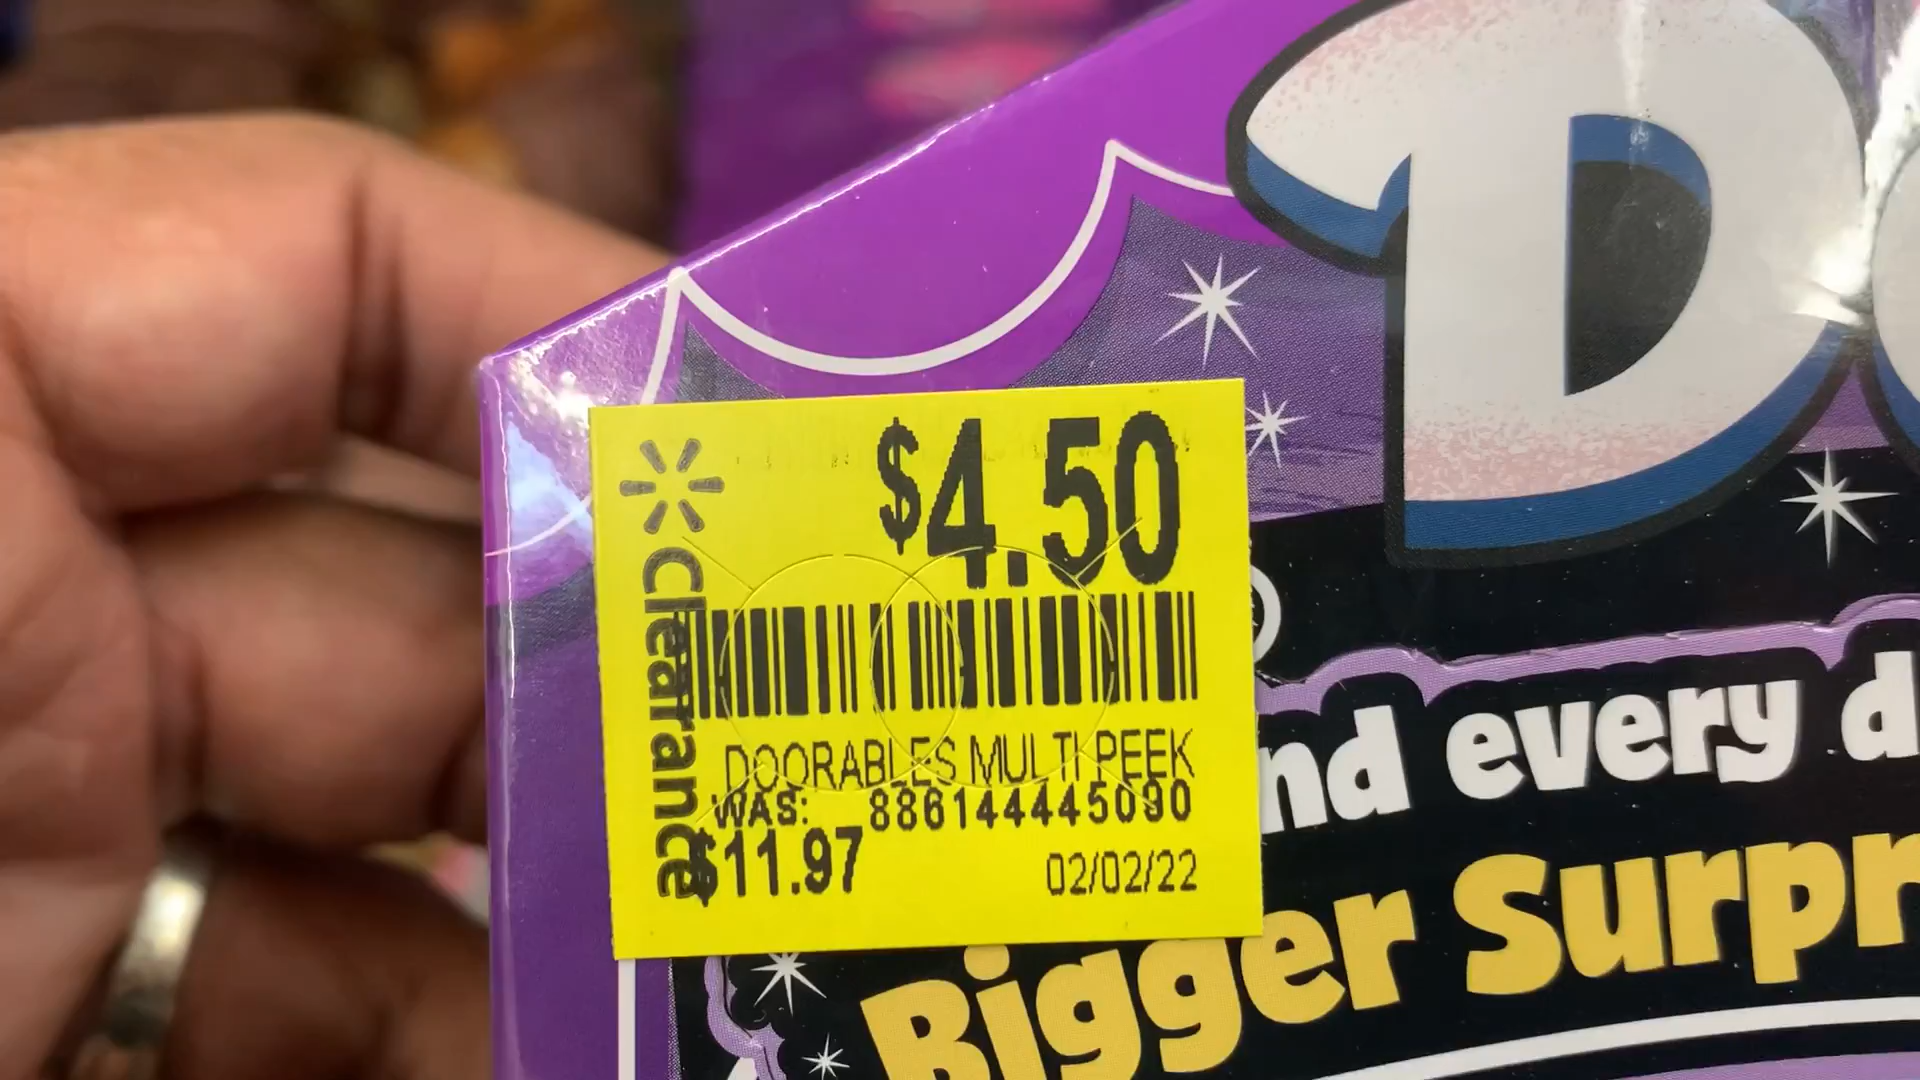 D
$4.50
Clearance
DOORABLES MULTI PEEK
WAS: 886144445090
$11.97
02/02/22
nd every d
Bigger Surpr